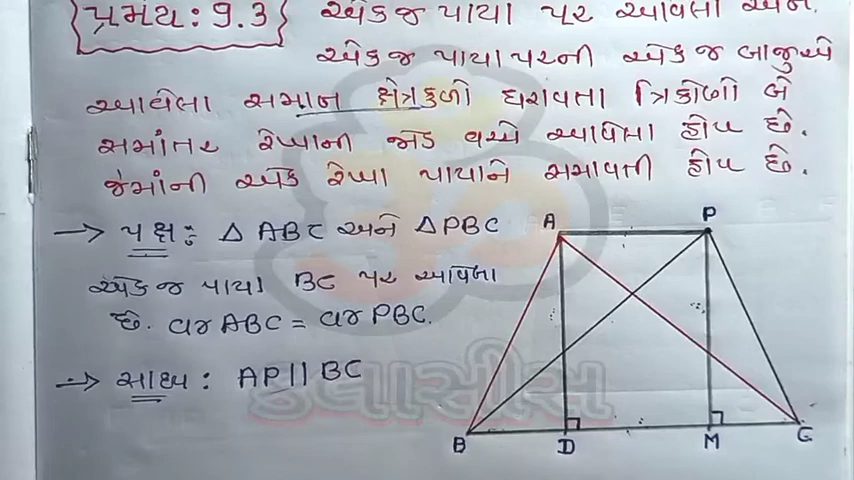 પ્રમેય: 9.3 એક જ પાયા પર આવેલા અને
એક જ પાયા પરની એક જ બાજુએ
આવેલા સમાન ક્ષેત્રફળો ધરાવતા ત્રિકોણો બે
સમાંતર રેખાની જોડ વચ્ચે આવેલા હોય છે.
જેમાંની એક રેખા પાયાને સમાવતી હોય છે.
→ પક્ષ: △ ABC અને △PBC
એક જ પાયા BC પર આવેલા
છે. ar ABC = ar PBC.
→ સાધ્ય : AP || BC
A P
B D M C
ક્લાસીસ